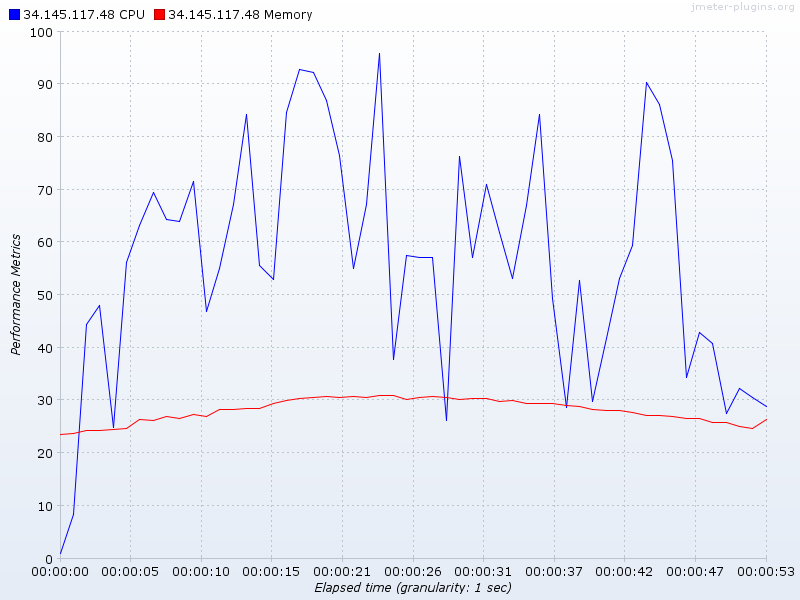 jmeter-plugins.org
34.145.117.48 CPU 34.145.117.48 Memory
100
90
80
70
60
50
40
30
20
10
0
Performance Metrics
00:00:00 00:00:05 00:00:10 00:00:15 00:00:21 00:00:26 00:00:31 00:00:37 00:00:42 00:00:47 00:00:53
Elapsed time (granularity: 1 sec)